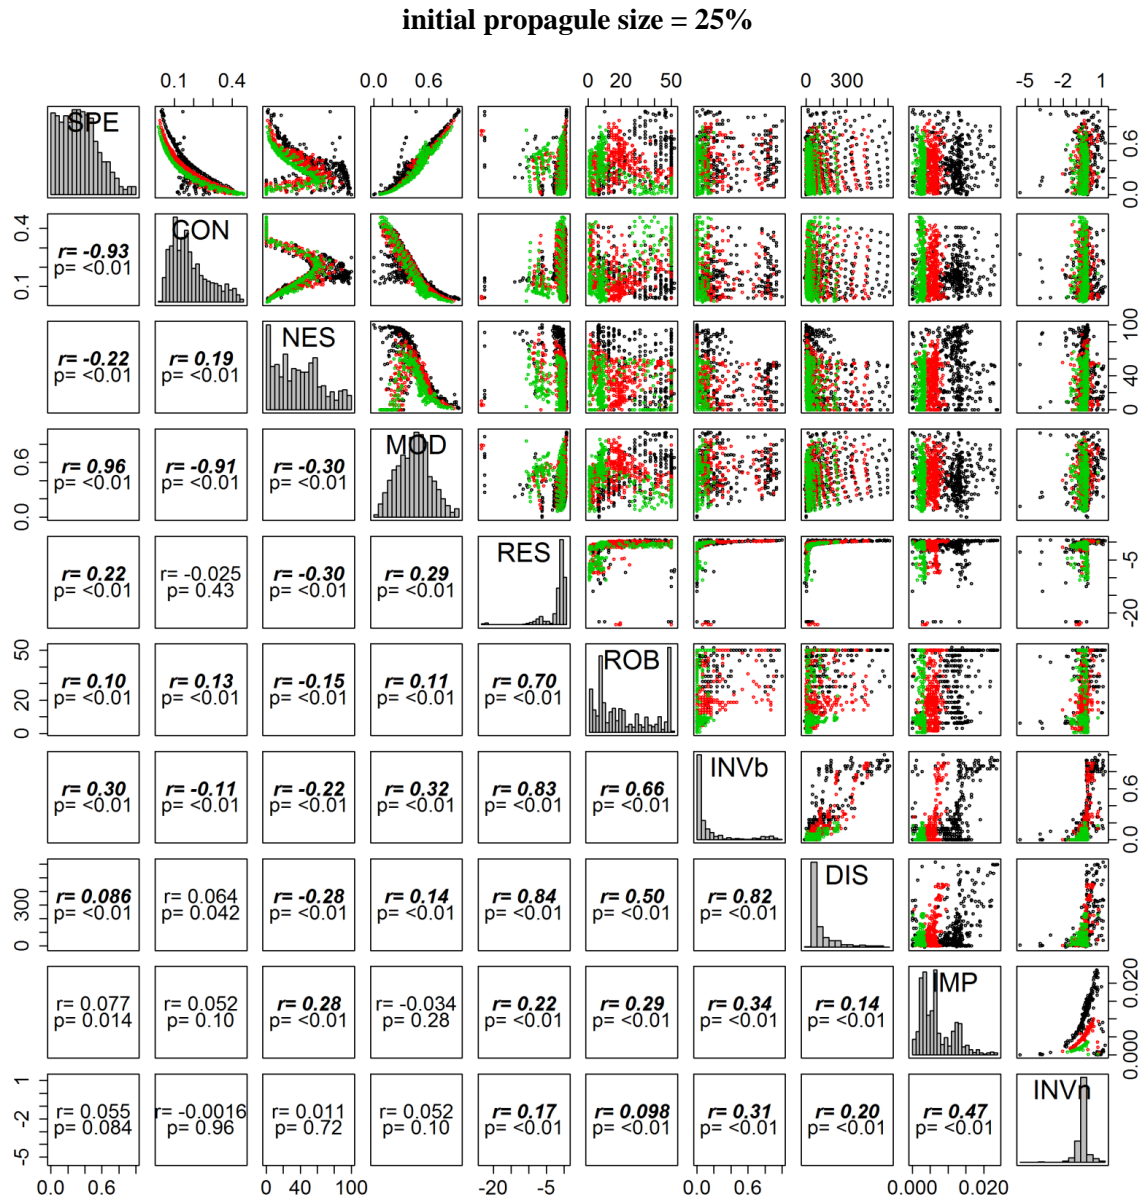 initial propagule size = 25%
0.1 0.4
0.0 0.6
0 20 50
0 300
-5 -2 1
SPE
0.0 0.6
0.1 0.4
r= -0.93
p= <0.01
CON
r= -0.22
p= <0.01
r= 0.19
p= <0.01
NES
0 40 100
0.0 0.6
r= 0.96
p= <0.01
r= -0.91
p= <0.01
r= -0.30
p= <0.01
MOD
r= 0.22
p= <0.01
r= -0.025
p= 0.43
r= -0.30
p= <0.01
r= 0.29
p= <0.01
RES
-20 -5
0 20 50
r= 0.10
p= <0.01
r= 0.13
p= <0.01
r= -0.15
p= <0.01
r= 0.11
p= <0.01
r= 0.70
p= <0.01
ROB
r= 0.30
p= <0.01
r= -0.11
p= <0.01
r= -0.22
p= <0.01
r= 0.32
p= <0.01
r= 0.83
p= <0.01
r= 0.66
p= <0.01
INVb
0.0 0.6
0 300
r= 0.086
p= <0.01
r= 0.064
p= 0.042
r= -0.28
p= <0.01
r= 0.14
p= <0.01
r= 0.84
p= <0.01
r= 0.50
p= <0.01
r= 0.82
p= <0.01
DIS
r= 0.077
p= 0.014
r= 0.052
p= 0.10
r= 0.28
p= <0.01
r= -0.034
p= 0.28
r= 0.22
p= <0.01
r= 0.29
p= <0.01
r= 0.34
p= <0.01
r= 0.14
p= <0.01
IMP
0.000 0.020
-5 -2 1
r= 0.055
p= 0.084
r= -0.0016
p= 0.96
r= 0.011
p= 0.72
r= 0.052
p= 0.10
r= 0.17
p= <0.01
r= 0.098
p= <0.01
r= 0.31
p= <0.01
r= 0.20
p= <0.01
r= 0.47
p= <0.01
INVn
0.0 0.6
0 40 100
-20 -5
0.0 0.6
0.000 0.020